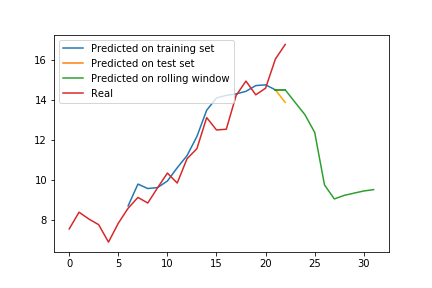 Predicted on training set
Predicted on test set
Predicted on rolling window
Real
16
14
12
10
8
0 5 10 15 20 25 30